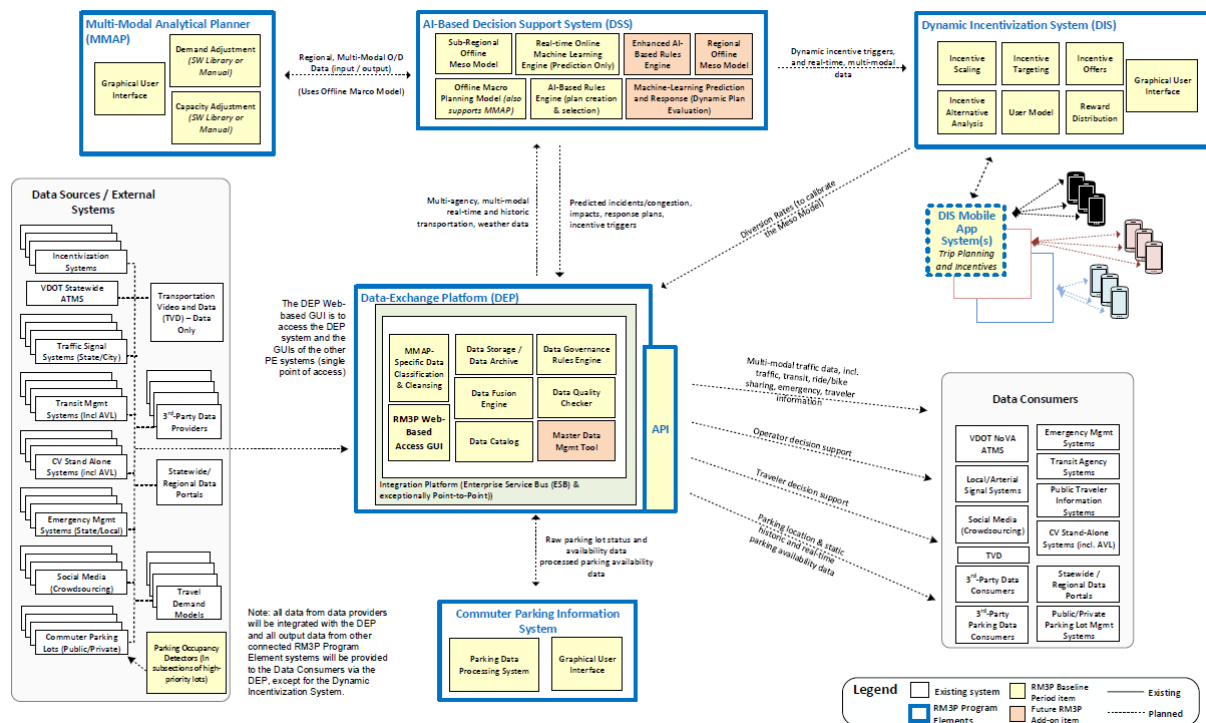 Multi-Modal Analytical Planner
(MMAP)
Graphical User
Interface
Demand Adjustment
(SW Library or
Manual)
Capacity Adjustment
(SW Library or
Manual)
Regional, Multi-Modal O/D
Data (input / output)
(Uses Offline Marco Model)
AI-Based Decision Support System (DSS)
Sub-Regional
Offline
Meso Model
Real-time Online
Machine Learning
Engine (Prediction Only)
Enhanced AI-
Based Rules
Engine
Regional
Offline
Meso Model
Offline Macro
Planning Model (also
supports MMAP)
AI-Based Rules
Engine (plan creation
& selection)
Machine-Learning Prediction
and Response (Dynamic Plan
Evaluation)
Dynamic incentive triggers,
and real-time, multi-modal
data
Dynamic Incentivization System (DIS)
Incentive
Scaling
Incentive
Targeting
Incentive
Offers
Graphical User
Interface
Incentive
Alternative
Analysis
User Model
Reward
Distribution
Data Sources / External
Systems
Incentivization
Systems
VDOT Statewide
ATMS
Transportation
Video and Data
(TVD) – Data
Only
Traffic Signal
Systems (State/City)
Transit Mgmt
Systems (Incl AVL)
3rd-Party Data
Providers
CV Stand Alone
Systems (incl AVL)
Statewide/
Regional Data
Portals
Emergency Mgmt
Systems (State/Local)
Social Media
(Crowdsourcing)
Travel
Demand
Models
Commuter Parking
Lots (Public/Private)
Parking Occupancy
Detectors (In
subsections of high-
priority lots)
Multi-agency, multi-modal
real-time and historic
transportation, weather data
Predicted incidents/congestion,
impacts, response plans,
incentive triggers
Diversion Rates (to calibrate
the Meso Model)
DIS Mobile
App
System(s)
Trip Planning
and Incentives
The DEP Web-
based GUI is to
access the DEP
system and the
GUIs of the other
PE systems (single
point of access)
Data-Exchange Platform (DEP)
MMAP-
Specific Data
Classification
& Cleansing
Data Storage /
Data Archive
Data Governance
Rules Engine
Data Fusion
Engine
Data Quality
Checker
RM3P Web-
Based
Access GUI
Data Catalog
Master Data
Mgmt Tool
Integration Platform (Enterprise Service Bus (ESB) &
exceptionally Point-to-Point))
API
Multi-modal traffic data, incl.
traffic, transit, ride/bike
sharing, emergency, traveler
information
Operator decision support
Traveler decision support
Parking location & static
historic and real-time
parking availability data
Data Consumers
VDOT NoVA
ATMS
Emergency Mgmt
Systems
Local/Arterial
Signal Systems
Transit Agency
Systems
Public Traveler
Information
Systems
Social Media
(Crowdsourcing)
CV Stand-Alone
Systems (incl. AVL)
TVD
3rd-Party Data
Consumers
Staewide /
Regional Data
Portals
3rd-Party
Parking Data
Consumers
Public/Private
Parking Lot Mgmt
Systems
Raw parking lot status and
availability data
processed parking availability
data
Commuter Parking Information
System
Parking Data
Processing System
Graphical User
Interface
Note: all data from data providers
will be integrated with the DEP
and all output data from other
connected RM3P Program
Element systems will be provided
to the Data Consumers via the
DEP, except for the Dynamic
Incentivization System.
Legend
Existing system
RM3P Baseline
Period item
Existing
RM3P Program
Elements
Future RM3P
Add-on item
Planned